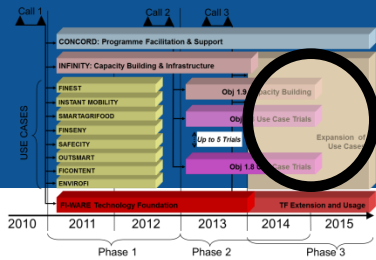 Call 1
Call 2
Call 3
CONCORD: Programme Facilitation & Support
INFINITY: Capacity Building & Infrastructure
USE CASES
FINEST
INSTANT MOBILITY
SMARTAGRIFOOD
FINSENY
SAFECITY
OUTSMART
FICONTENT
ENVIROFI
Obj 1.9 Capacity Building
Obj Use Case Trials
Up to 5 Trials
Obj 1.8 Use Case Trials
Expansion of
Use Cases
FI-WARE Technology Foundation
TF Extension and Usage
2010 2011 2012 2013 2014 2015
Phase 1 Phase 2 Phase 3